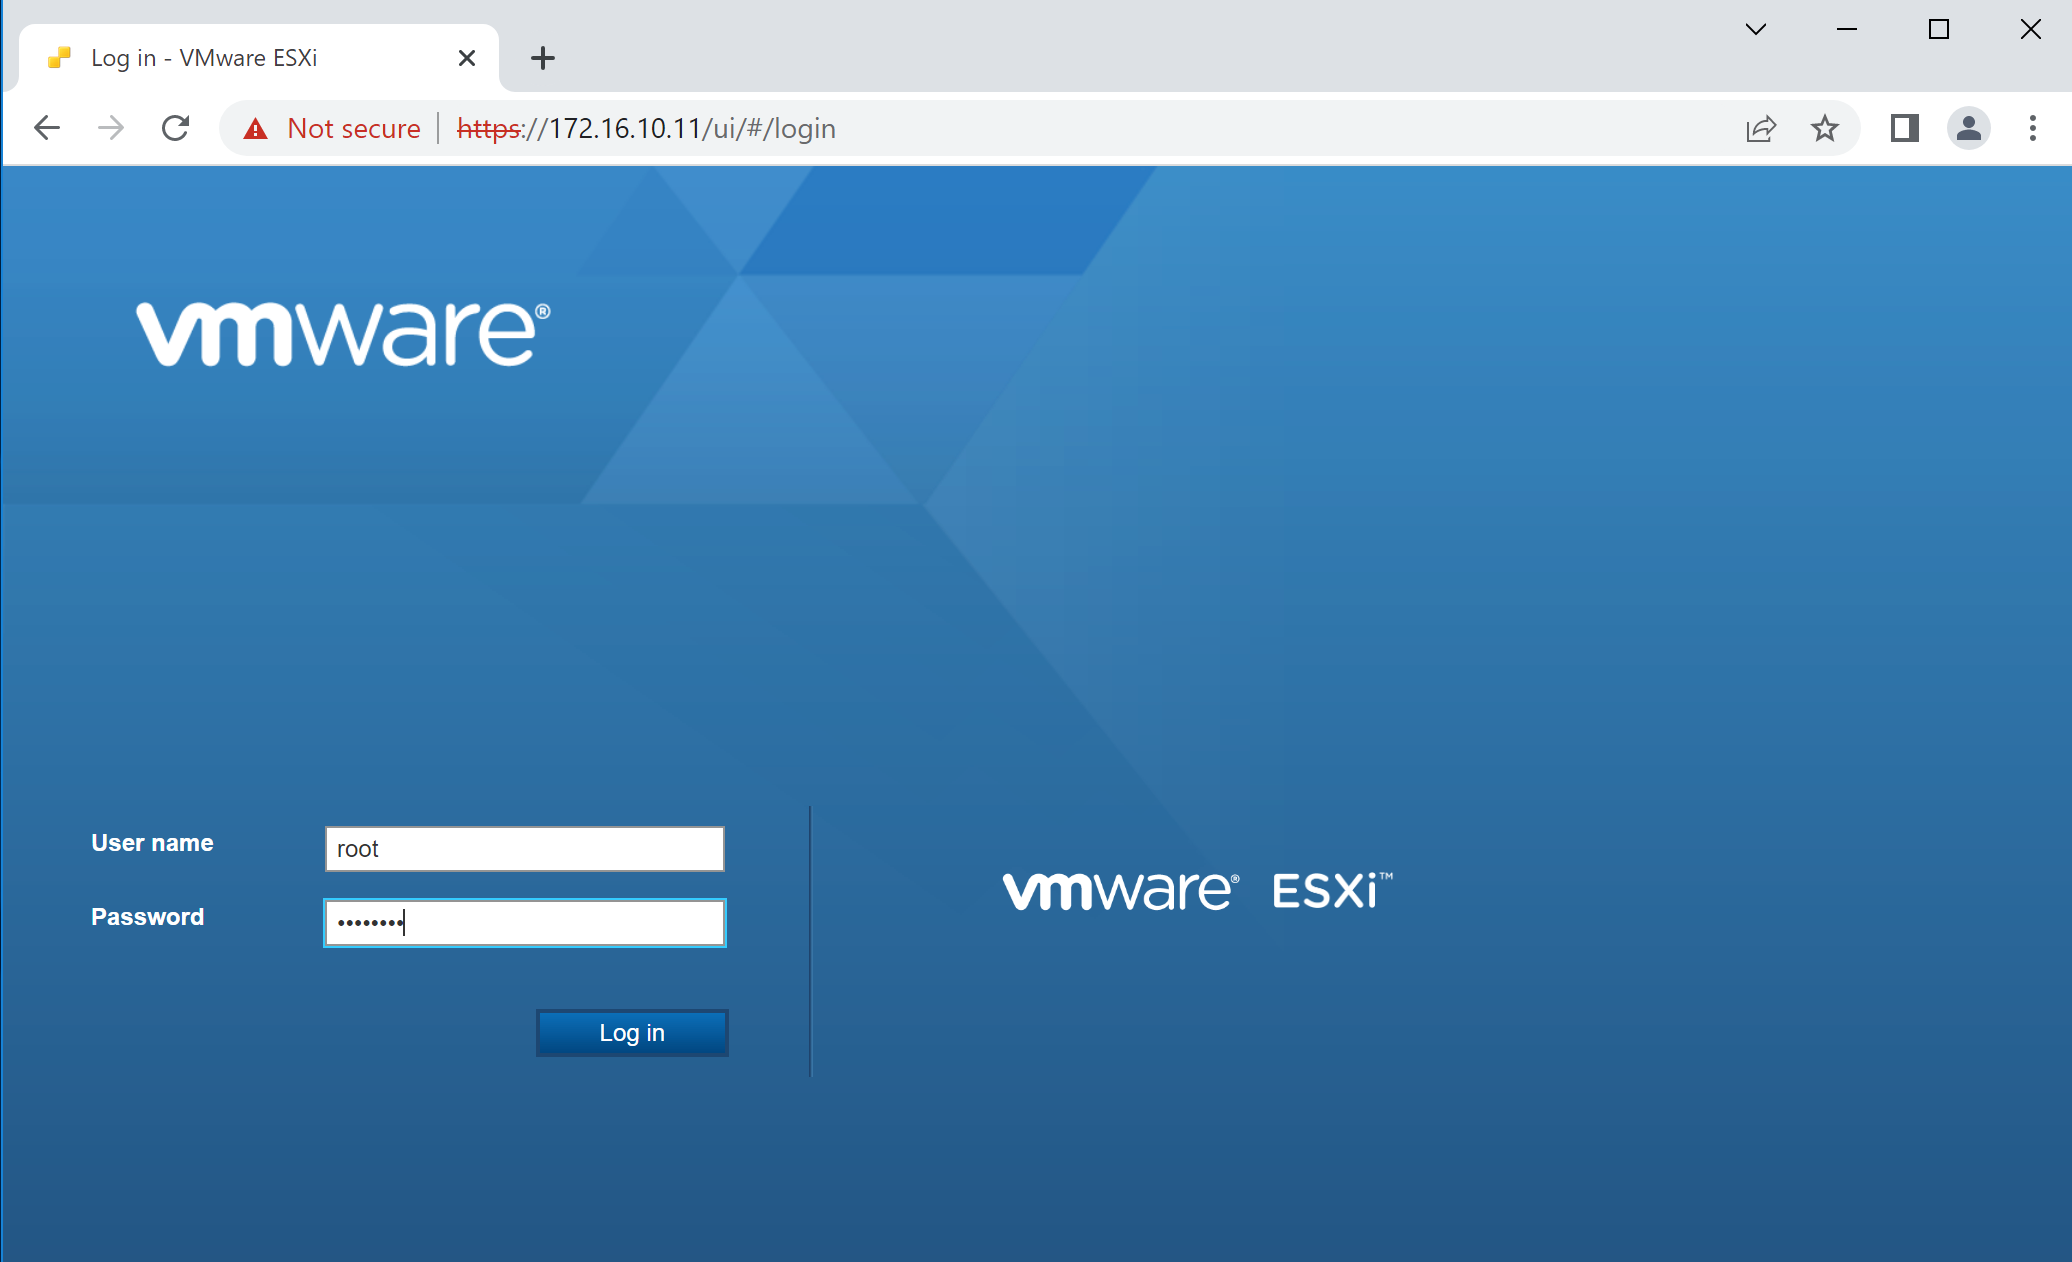 Log in - VMware ESXi
Not secure https://172.16.10.11/ui/#/login
vmware®
User name root
Password ••••••••
vmware® ESXi™
Log in